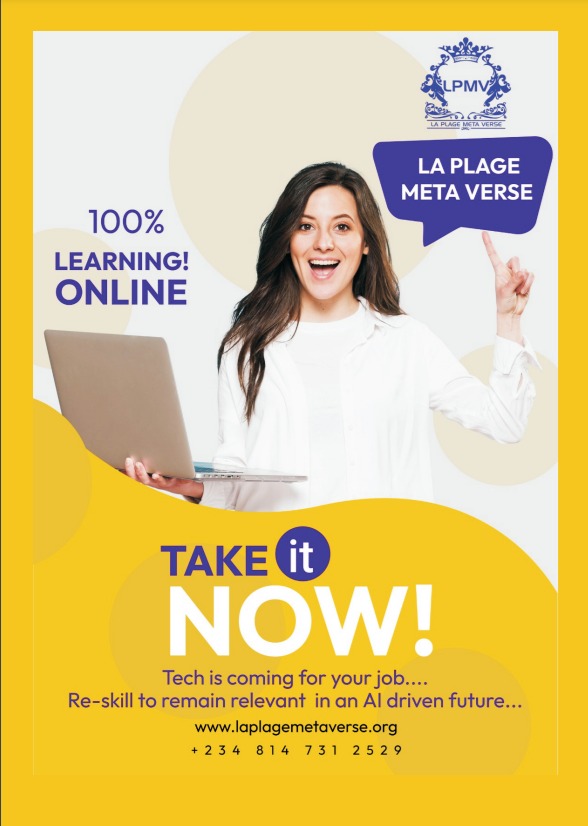 LPMV
LA PLAGE META VERSE
LA PLAGE
META VERSE
100%
LEARNING!
ONLINE
TAKE it
NOW!
Tech is coming for your job....
Re-skill to remain relevant in an AI driven future...
www.laplagemetaverse.org
+234 814 731 2529